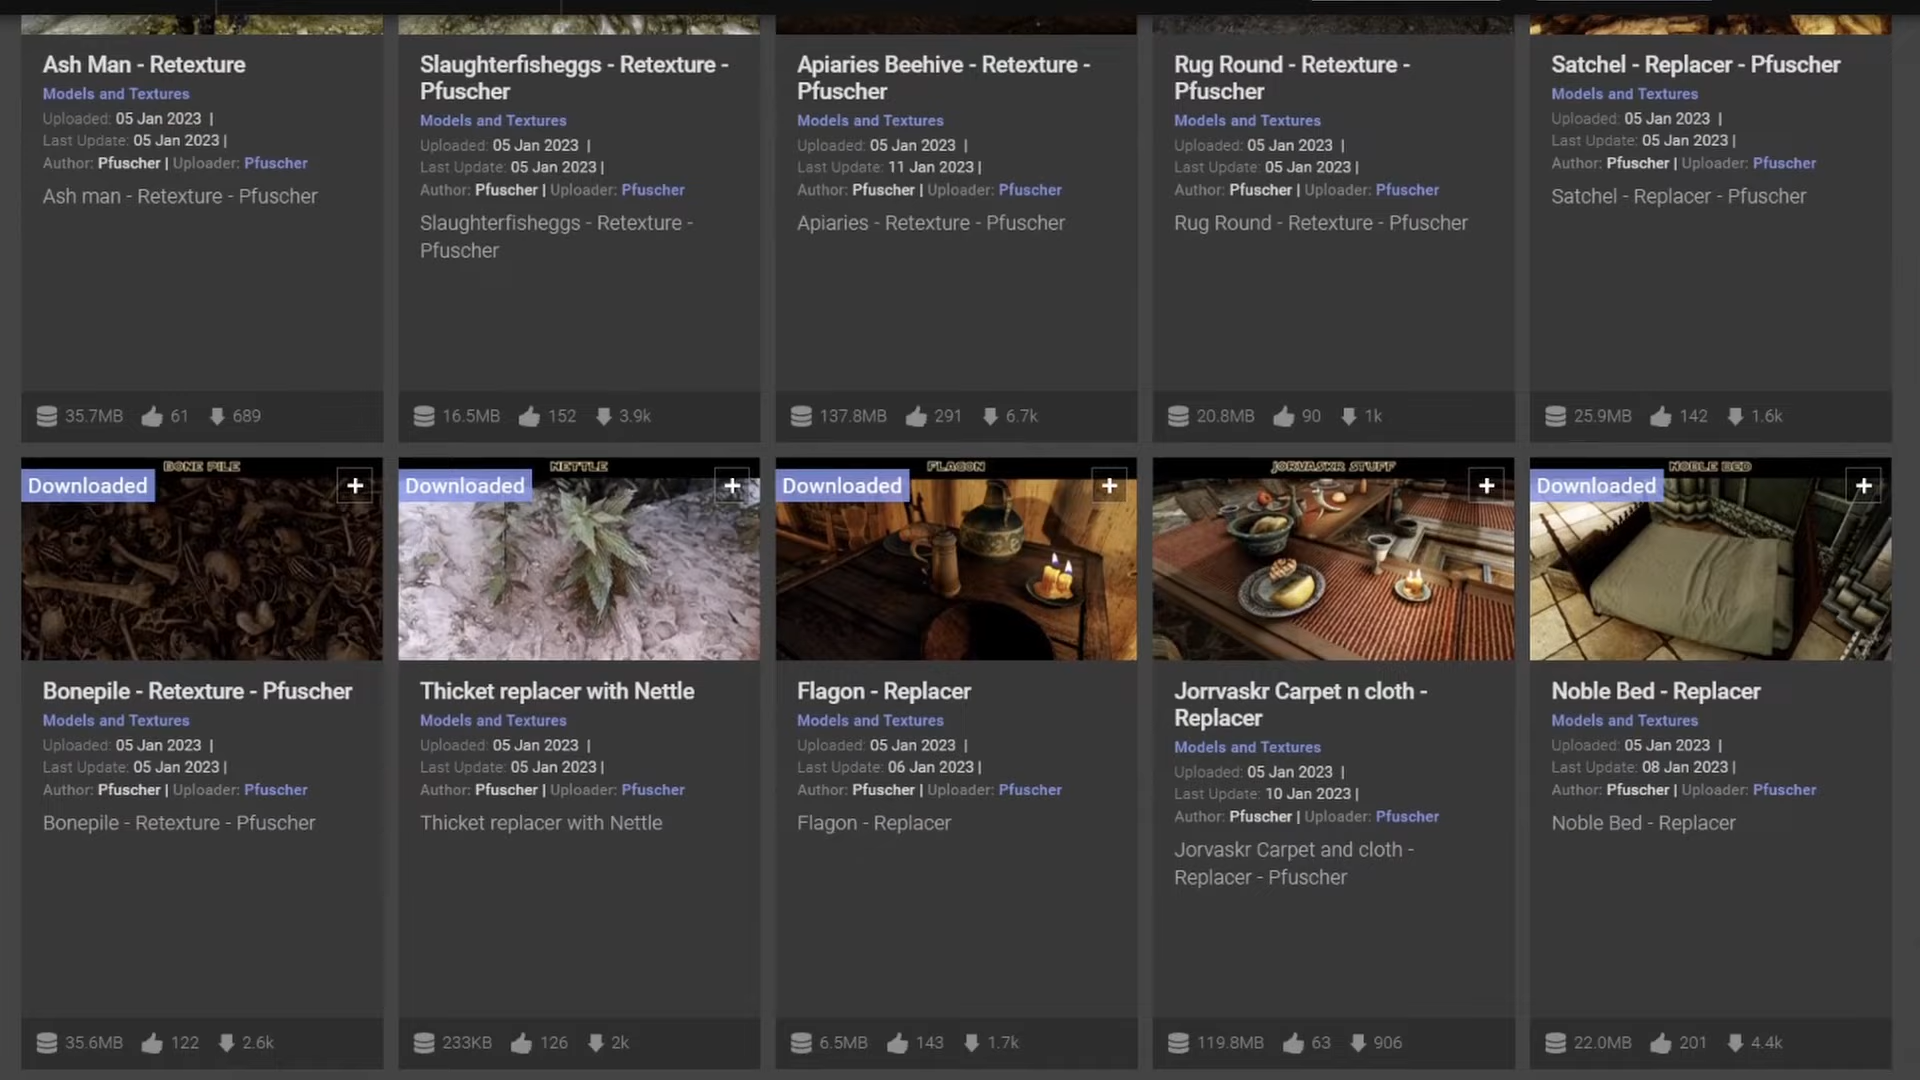 Ash Man - Retexture
Models and Textures
Uploaded: 05 Jan 2023 |
Last Update: 05 Jan 2023 |
Author: Pfuscher | Uploader: Pfuscher
Ash man - Retexture - Pfuscher
35.7MB 61 689
Slaughterfisheggs - Retexture -
Pfuscher
Models and Textures
Uploaded: 05 Jan 2023 |
Last Update: 05 Jan 2023 |
Author: Pfuscher | Uploader: Pfuscher
Slaughterfisheggs - Retexture -
Pfuscher
16.5MB 152 3.9k
Apiaries Beehive - Retexture -
Pfuscher
Models and Textures
Uploaded: 05 Jan 2023 |
Last Update: 11 Jan 2023 |
Author: Pfuscher | Uploader: Pfuscher
Apiaries - Retexture - Pfuscher
137.8MB 291 6.7k
Rug Round - Retexture -
Pfuscher
Models and Textures
Uploaded: 05 Jan 2023 |
Last Update: 05 Jan 2023 |
Author: Pfuscher | Uploader: Pfuscher
Rug Round - Retexture - Pfuscher
20.8MB 90 1k
Satchel - Replacer - Pfuscher
Models and Textures
Uploaded: 05 Jan 2023 |
Last Update: 05 Jan 2023 |
Author: Pfuscher | Uploader: Pfuscher
Satchel - Replacer - Pfuscher
25.9MB 142 1.6k
BONE PILE
Downloaded +
Bonepile - Retexture - Pfuscher
Models and Textures
Uploaded: 05 Jan 2023 |
Last Update: 05 Jan 2023 |
Author: Pfuscher | Uploader: Pfuscher
Bonepile - Retexture - Pfuscher
35.6MB 122 2.6k
NETTLE
Downloaded +
Thicket replacer with Nettle
Models and Textures
Uploaded: 05 Jan 2023 |
Last Update: 05 Jan 2023 |
Author: Pfuscher | Uploader: Pfuscher
Thicket replacer with Nettle
233KB 126 2k
FLAGON
Downloaded +
Flagon - Replacer
Models and Textures
Uploaded: 05 Jan 2023 |
Last Update: 06 Jan 2023 |
Author: Pfuscher | Uploader: Pfuscher
Flagon - Replacer
6.5MB 143 1.7k
JORVASKR STUFF
+
Jorrvaskr Carpet n cloth -
Replacer
Models and Textures
Uploaded: 05 Jan 2023 |
Last Update: 10 Jan 2023 |
Author: Pfuscher | Uploader: Pfuscher
Jorvaskr Carpet and cloth -
Replacer - Pfuscher
119.8MB 63 906
NOBLE BED
Downloaded +
Noble Bed - Replacer
Models and Textures
Uploaded: 05 Jan 2023 |
Last Update: 08 Jan 2023 |
Author: Pfuscher | Uploader: Pfuscher
Noble Bed - Replacer
22.0MB 201 4.4k